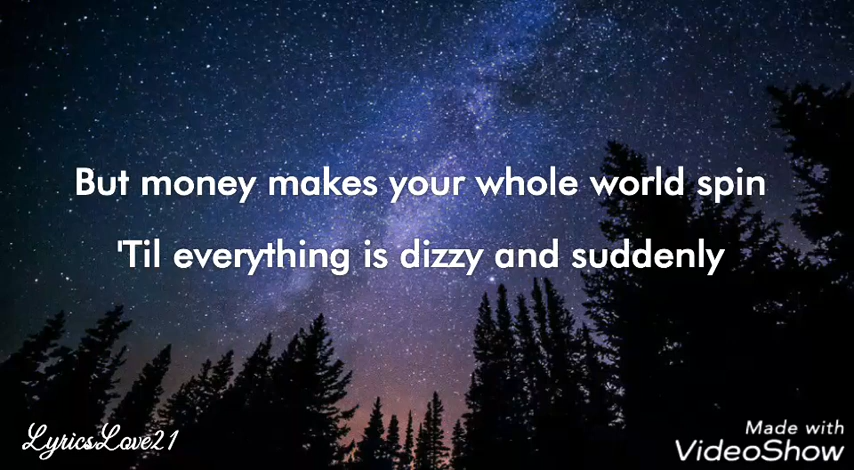 But money makes your whole world spin
'Til everything is dizzy and suddenly
LyricsLove21
Made with
VideoShow